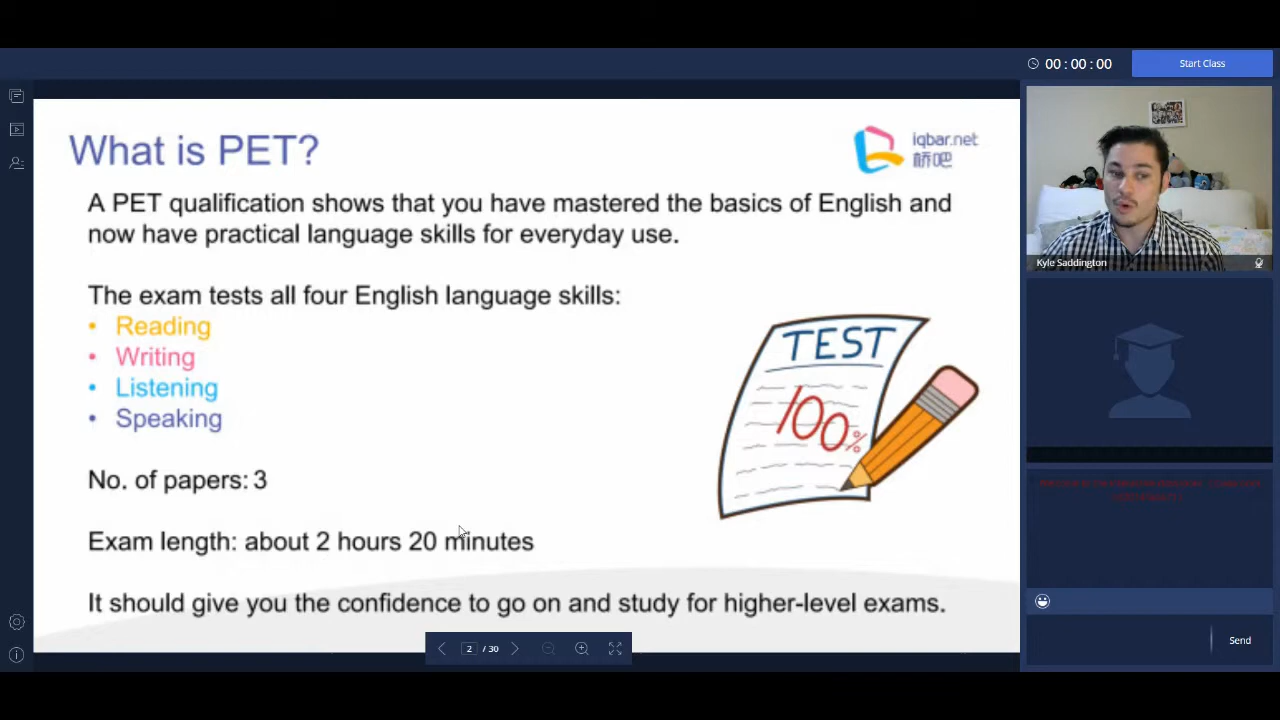 00 : 00 : 00
Start Class
What is PET?
iqbar.net
桥吧
A PET qualification shows that you have mastered the basics of English and
now have practical language skills for everyday use.
The exam tests all four English language skills:
• Reading
• Writing
• Listening
• Speaking
No. of papers: 3
Exam length: about 2 hours 20 minutes
It should give you the confidence to go on and study for higher-level exams.
TEST
100%
Kyle Saddington
2 / 30
Send